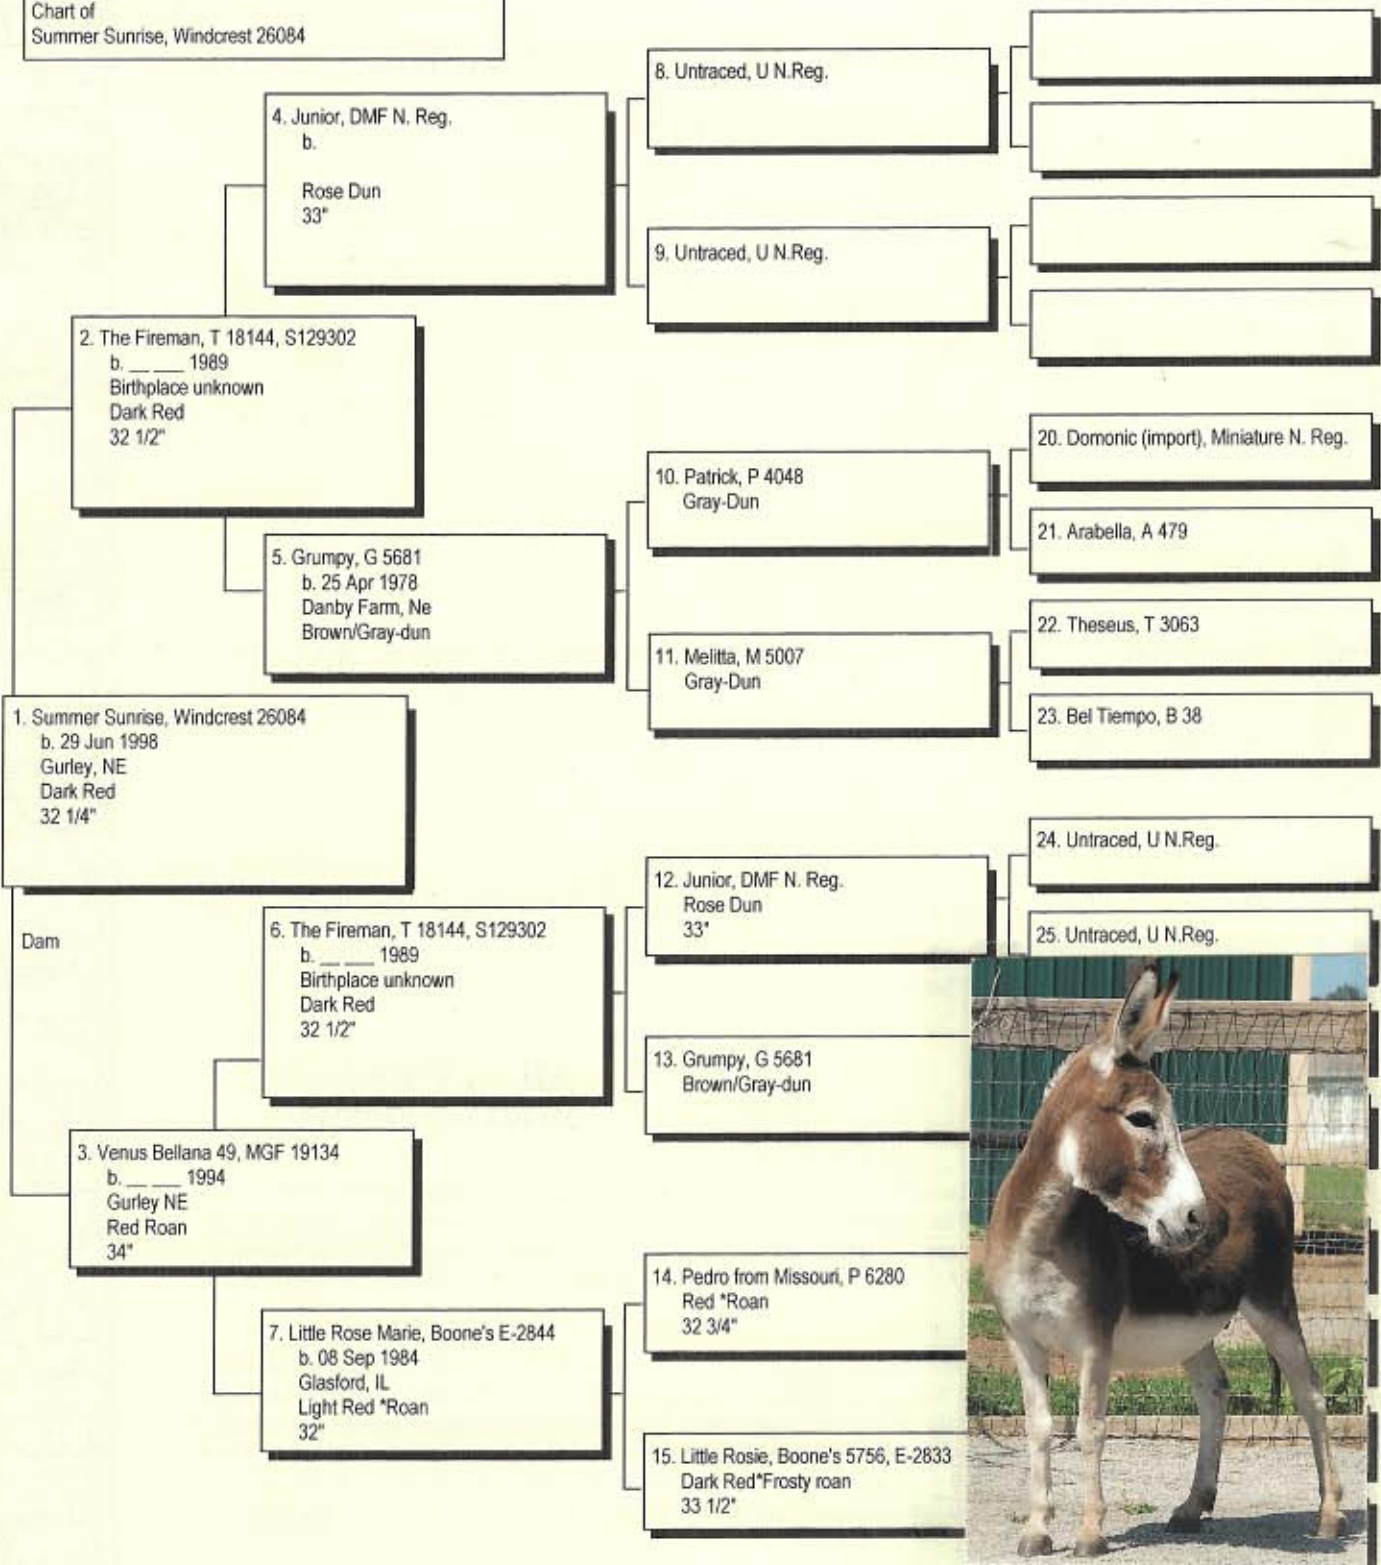 Chart of
Summer Sunrise, Windcrest 26084
4. Junior, DMF N. Reg.
b.
Rose Dun
33"
8. Untraced, U N.Reg.
9. Untraced, U N.Reg.
2. The Fireman, T 18144, S129302
b. __ ___ 1989
Birthplace unknown
Dark Red
32 1/2"
5. Grumpy, G 5681
b. 25 Apr 1978
Danby Farm, Ne
Brown/Gray-dun
10. Patrick, P 4048
Gray-Dun
11. Melitta, M 5007
Gray-Dun
20. Domonic (import), Miniature N. Reg.
21. Arabella, A 479
22. Theseus, T 3063
23. Bel Tiempo, B 38
1. Summer Sunrise, Windcrest 26084
b. 29 Jun 1998
Gurley, NE
Dark Red
32 1/4"
Dam
6. The Fireman, T 18144, S129302
b. __ ___ 1989
Birthplace unknown
Dark Red
32 1/2"
12. Junior, DMF N. Reg.
Rose Dun
33"
13. Grumpy, G 5681
Brown/Gray-dun
24. Untraced, U N.Reg.
25. Untraced, U N.Reg.
3. Venus Bellana 49, MGF 19134
b. __ ___ 1994
Gurley NE
Red Roan
34"
7. Little Rose Marie, Boone's E-2844
b. 08 Sep 1984
Glasford, IL
Light Red *Roan
32"
14. Pedro from Missouri, P 6280
Red *Roan
32 3/4"
15. Little Rosie, Boone's 5756, E-2833
Dark Red*Frosty roan
33 1/2"